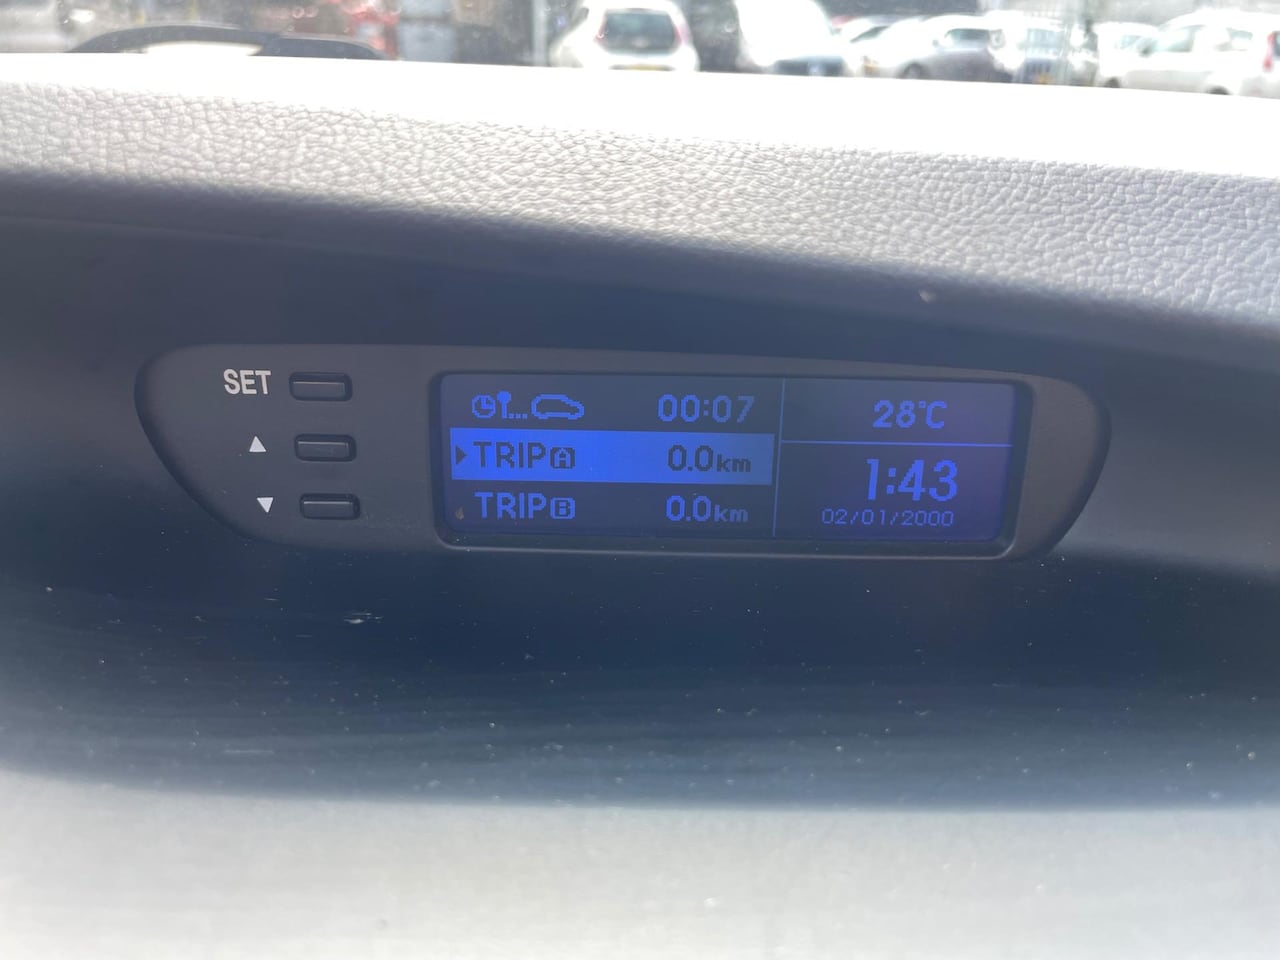 SET
00:07
TRIP A 0.0km
TRIP B 0.0km
28°C
1:43
02/01/2000